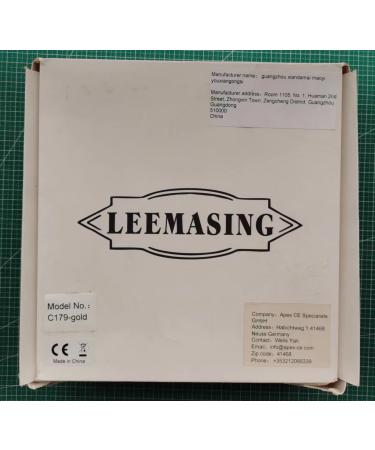 Manufacturer name: guangzhou xiandamai maoyi
youxiangongsi
Manufacturer address: Room 1105, No. 1, Huaman 2nd
Street, Zhongxin Town, Zengcheng District, Guangzhou
Guangdong
510000
China
LEEMASING
Model No.:
C179-gold
CE
Made in China
Company: Apex CE Specialists
GmbH
Address: Habichtweg 1 41468
Neuss Germany
Contact: Wells Yan
Email: info@apex-ce.com
Zip code: 41468
Phone: +353212066339